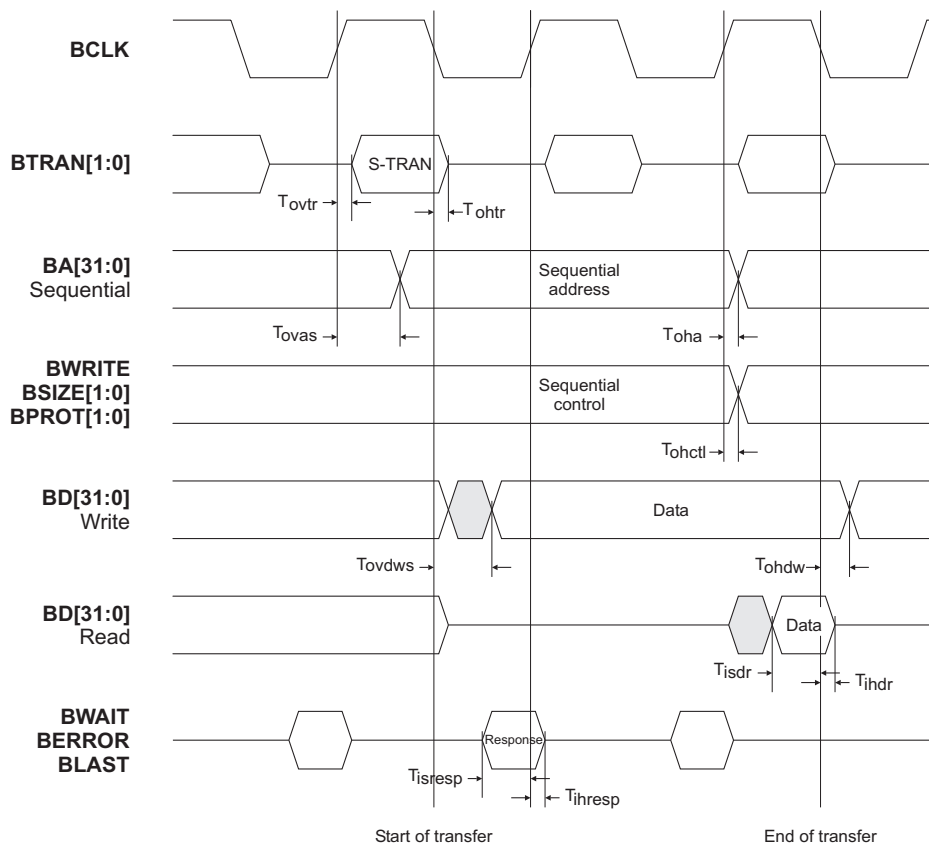 BCLK
BTRAN[1:0]
S-TRAN
Tovtr
Tohtr
BA[31:0]
Sequential
Sequential
address
Tovas
Toha
BWRITE
BSIZE[1:0]
BPROT[1:0]
Sequential
control
Tohctl
BD[31:0]
Write
Data
Tovdws
Tohdw
BD[31:0]
Read
Data
Tisdr
Tihdr
BWAIT
BERROR
BLAST
Response
Tisresp
Tihresp
Start of transfer
End of transfer